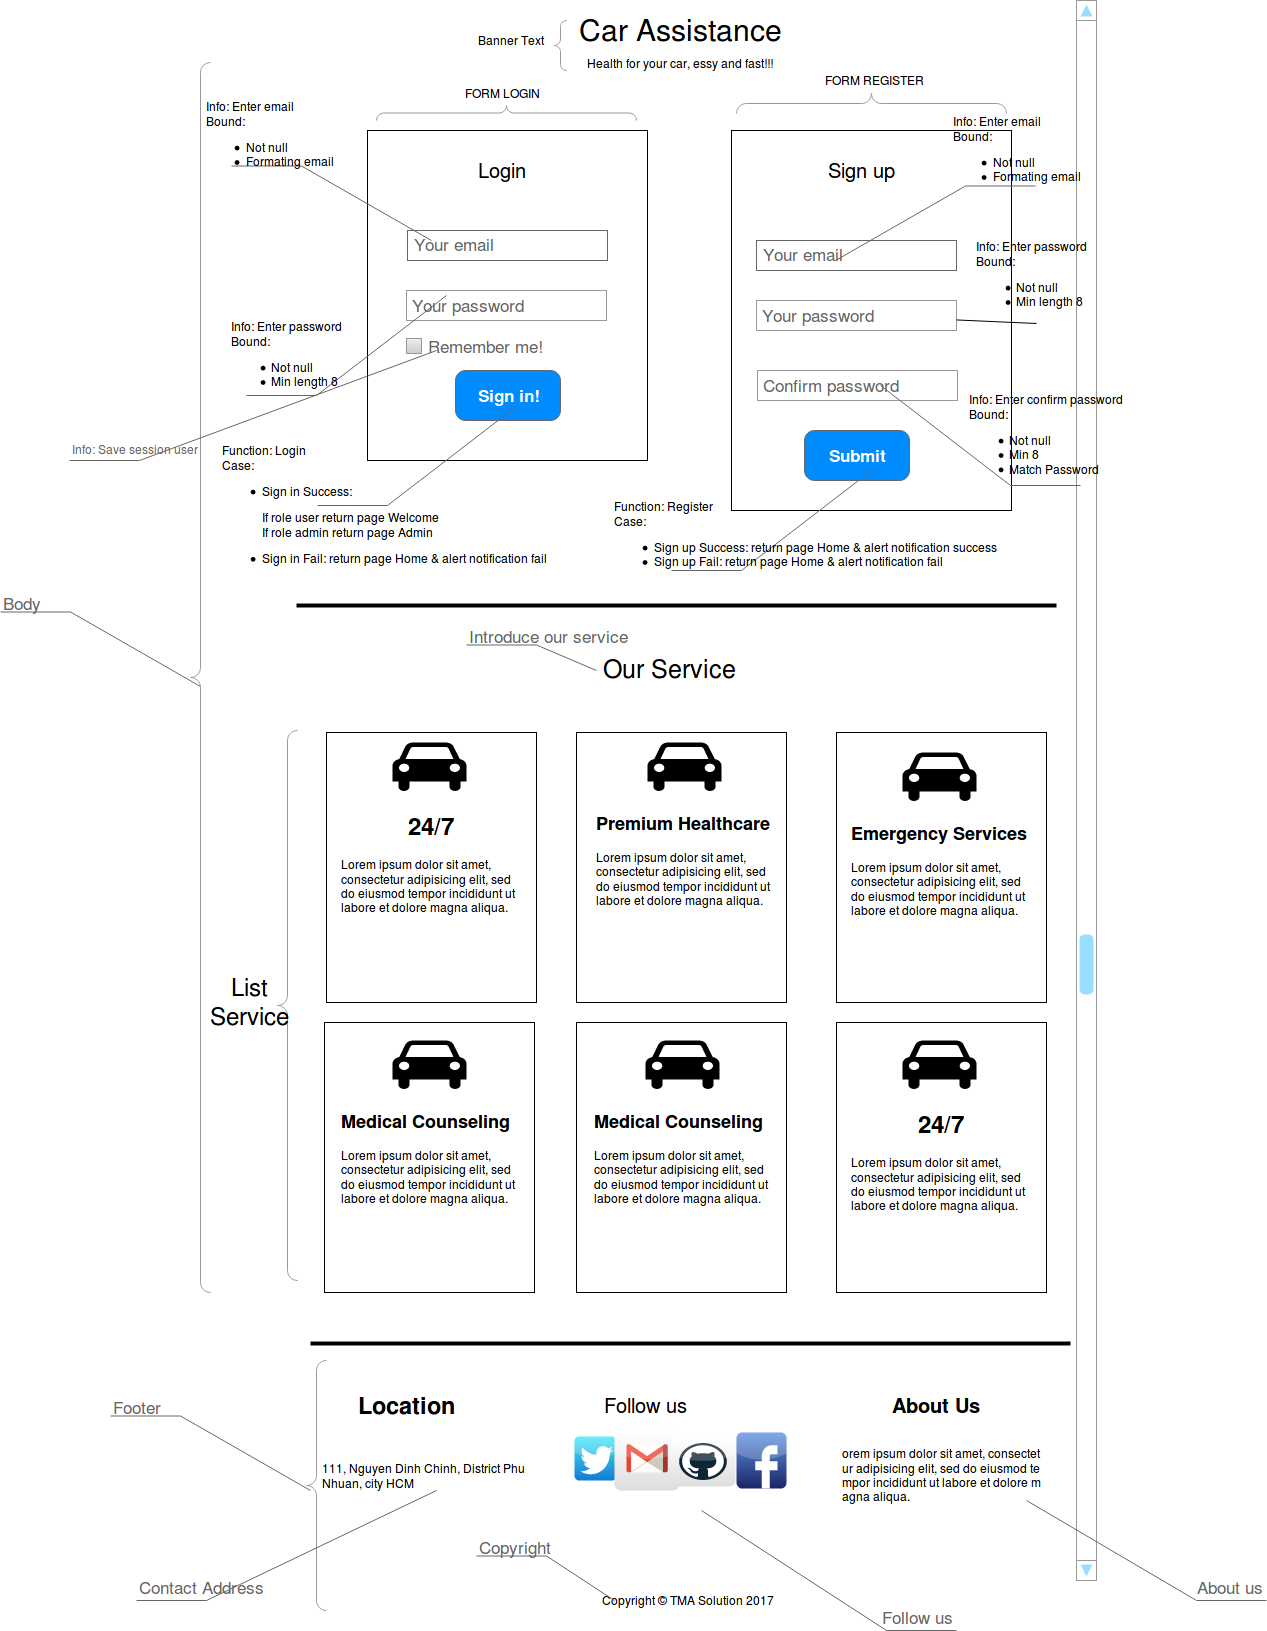 Banner Text
Car Assistance
Health for your car, essy and fast!!!
FORM LOGIN
FORM REGISTER
Info: Enter email
Bound:
Not null
Formating email
Login
Your email
Your password
Remember me!
Sign in!
Info: Enter password
Bound:
Not null
Min length 8
Info: Save session user
Function: Login
Case:
Sign in Success:
If role user return page Welcome
If role admin return page Admin
Sign in Fail: return page Home & alert notification fail
Sign up
Your email
Your password
Confirm password
Submit
Info: Enter email
Bound:
Not null
Formating email
Info: Enter password
Bound:
Not null
Min length 8
Info: Enter confirm password
Bound:
Not null
Min 8
Match Password
Function: Register
Case:
Sign up Success: return page Home & alert notification success
Sign up Fail: return page Home & alert notification fail
Body
Introduce our service
Our Service
List
Service
24/7
Lorem ipsum dolor sit amet,
consectetur adipisicing elit, sed
do eiusmod tempor incididunt ut
labore et dolore magna aliqua.
Premium Healthcare
Lorem ipsum dolor sit amet,
consectetur adipisicing elit, sed
do eiusmod tempor incididunt ut
labore et dolore magna aliqua.
Emergency Services
Lorem ipsum dolor sit amet,
consectetur adipisicing elit, sed
do eiusmod tempor incididunt ut
labore et dolore magna aliqua.
Medical Counseling
Lorem ipsum dolor sit amet,
consectetur adipisicing elit, sed
do eiusmod tempor incididunt ut
labore et dolore magna aliqua.
Medical Counseling
Lorem ipsum dolor sit amet,
consectetur adipisicing elit, sed
do eiusmod tempor incididunt ut
labore et dolore magna aliqua.
24/7
Lorem ipsum dolor sit amet,
consectetur adipisicing elit, sed
do eiusmod tempor incididunt ut
labore et dolore magna aliqua.
Footer
Location
111, Nguyen Dinh Chinh, District Phu
Nhuan, city HCM
Follow us
About Us
orem ipsum dolor sit amet, consectet
ur adipisicing elit, sed do eiusmod te
mpor incididunt ut labore et dolore m
agna aliqua.
Copyright
Contact Address
Copyright © TMA Solution 2017
Follow us
About us